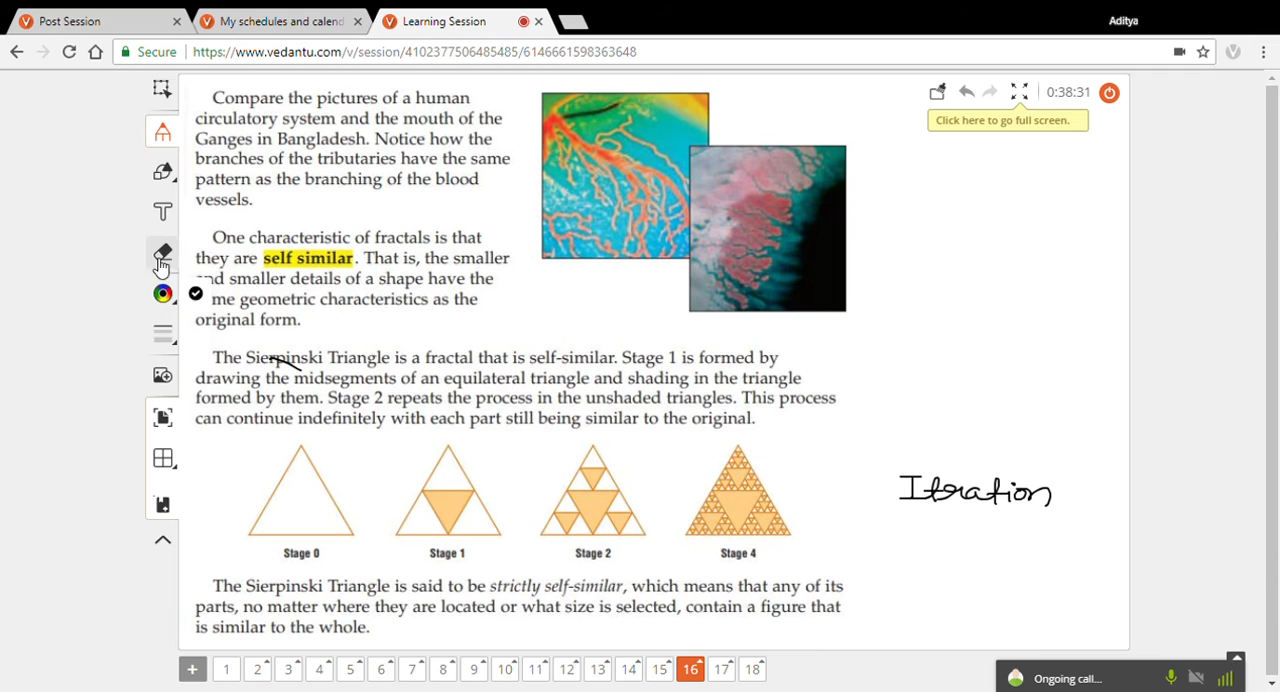 Post Session
My schedules and calend
Learning Session
Aditya
Secure
https://www.vedantu.com/v/session/4102377506485485/6146661598363648
Compare the pictures of a human
circulatory system and the mouth of the
Ganges in Bangladesh. Notice how the
branches of the tributaries have the same
pattern as the branching of the blood
vessels.
0:38:31
Click here to go full screen.
One characteristic of fractals is that
they are self similar. That is, the smaller
nd smaller details of a shape have the
me geometric characteristics as the
original form.
The Sierpinski Triangle is a fractal that is self-similar. Stage 1 is formed by
drawing the midsegments of an equilateral triangle and shading in the triangle
formed by them. Stage 2 repeats the process in the unshaded triangles. This process
can continue indefinitely with each part still being similar to the original.
Iteration
Stage 0 Stage 1 Stage 2 Stage 4
The Sierpinski Triangle is said to be strictly self-similar, which means that any of its
parts, no matter where they are located or what size is selected, contain a figure that
is similar to the whole.
+ 1 2 3 4 5 6 7 8 9 10 11 12 13 14 15 16 17 18
Ongoing call...